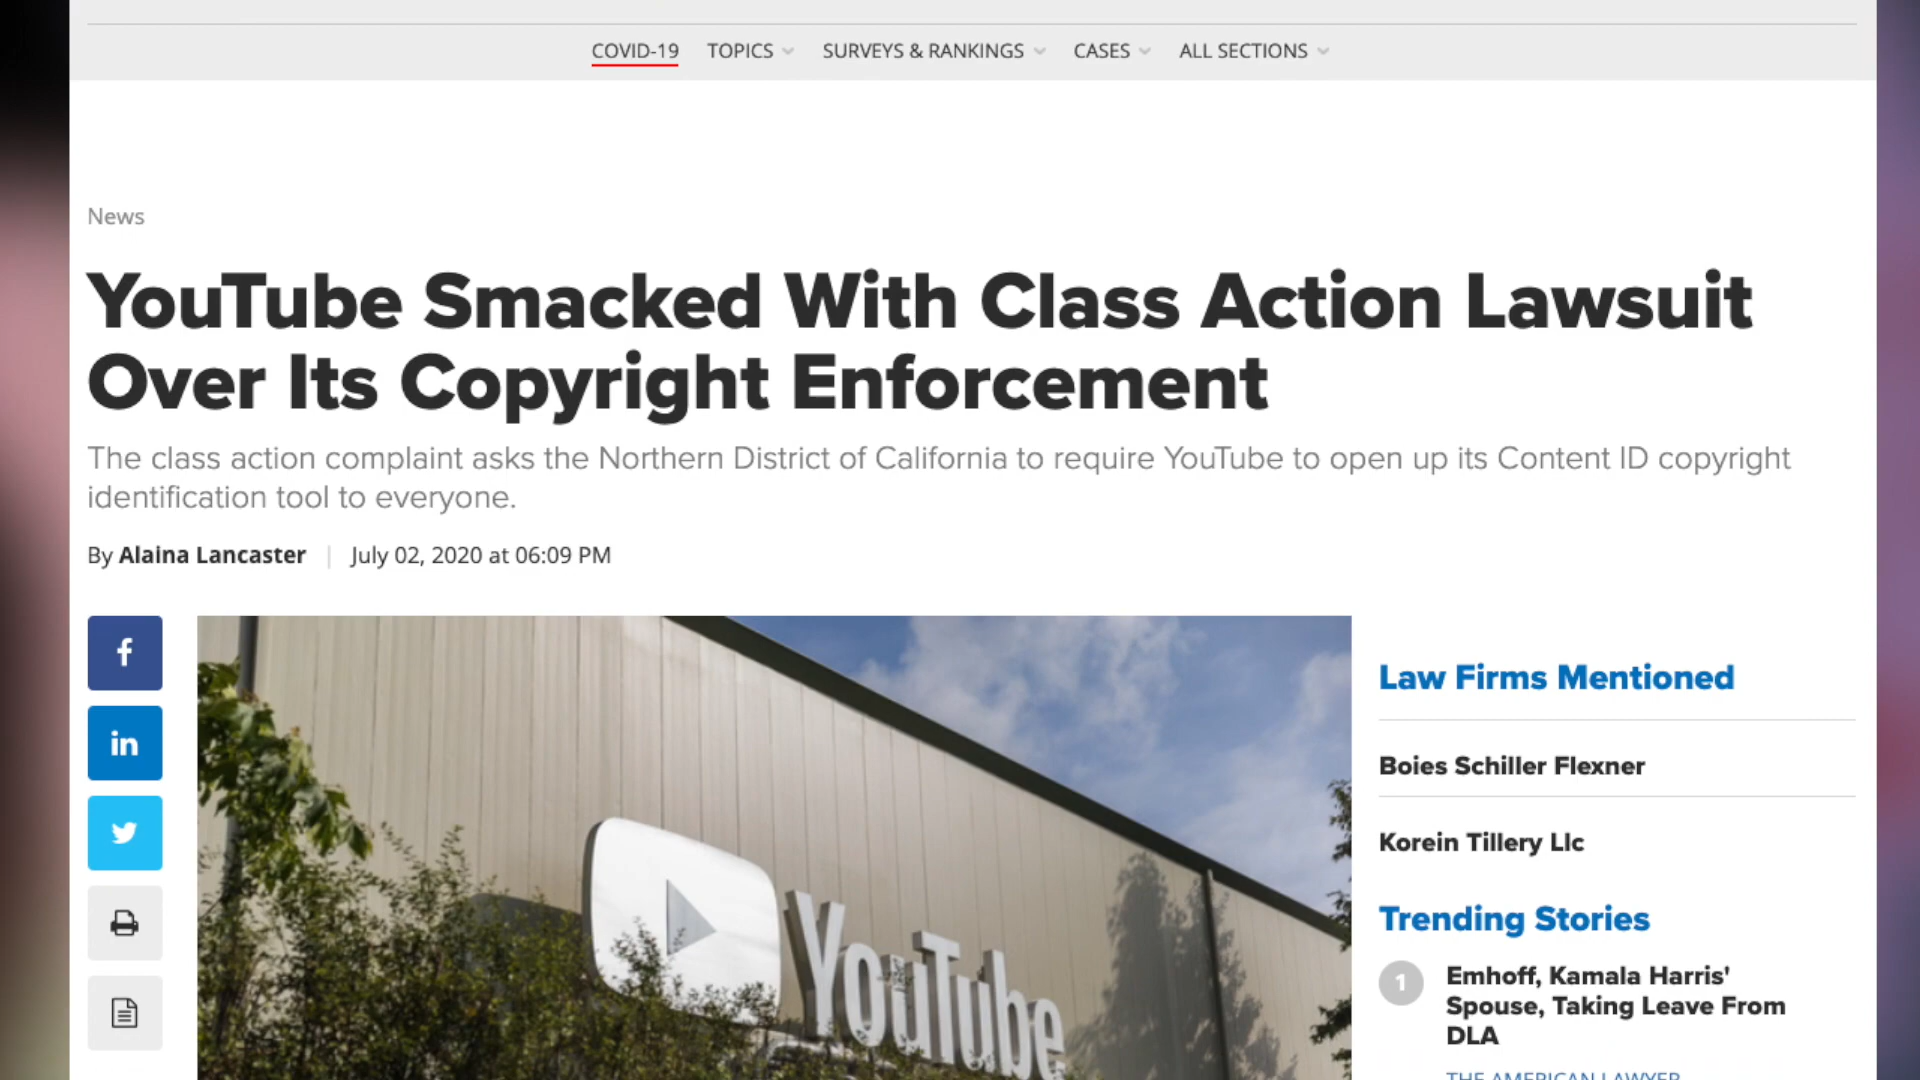 COVID-19 TOPICS SURVEYS & RANKINGS CASES ALL SECTIONS
News
YouTube Smacked With Class Action Lawsuit
Over Its Copyright Enforcement
The class action complaint asks the Northern District of California to require YouTube to open up its Content ID copyright
identification tool to everyone.
By Alaina Lancaster | July 02, 2020 at 06:09 PM
f
in
YouTube
Law Firms Mentioned
Boies Schiller Flexner
Korein Tillery Llc
Trending Stories
1
Emhoff, Kamala Harris'
Spouse, Taking Leave From
DLA
THE AMERICAN LAWYER